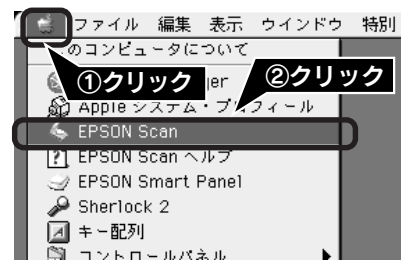 ファイル 編集 表示 ウインドウ 特別
のコンピュータについて
①クリック
②クリック
Apple システム・プロフィール
EPSON Scan
EPSON Scan ヘルプ
EPSON Smart Panel
Sherlock 2
キー配列
コントロールパネル